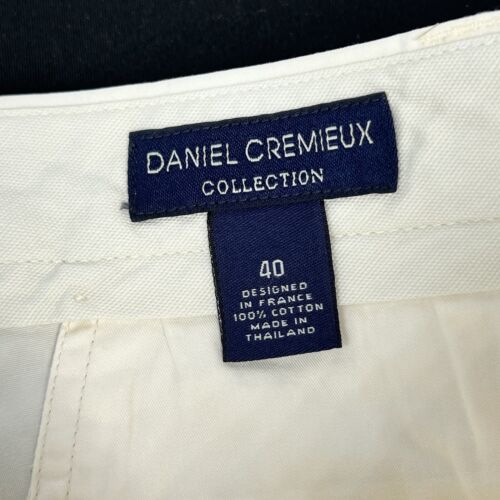 DANIEL CREMIEUX
COLLECTION
40
DESIGNED
IN FRANCE
100% COTTON
MADE IN
THAILAND